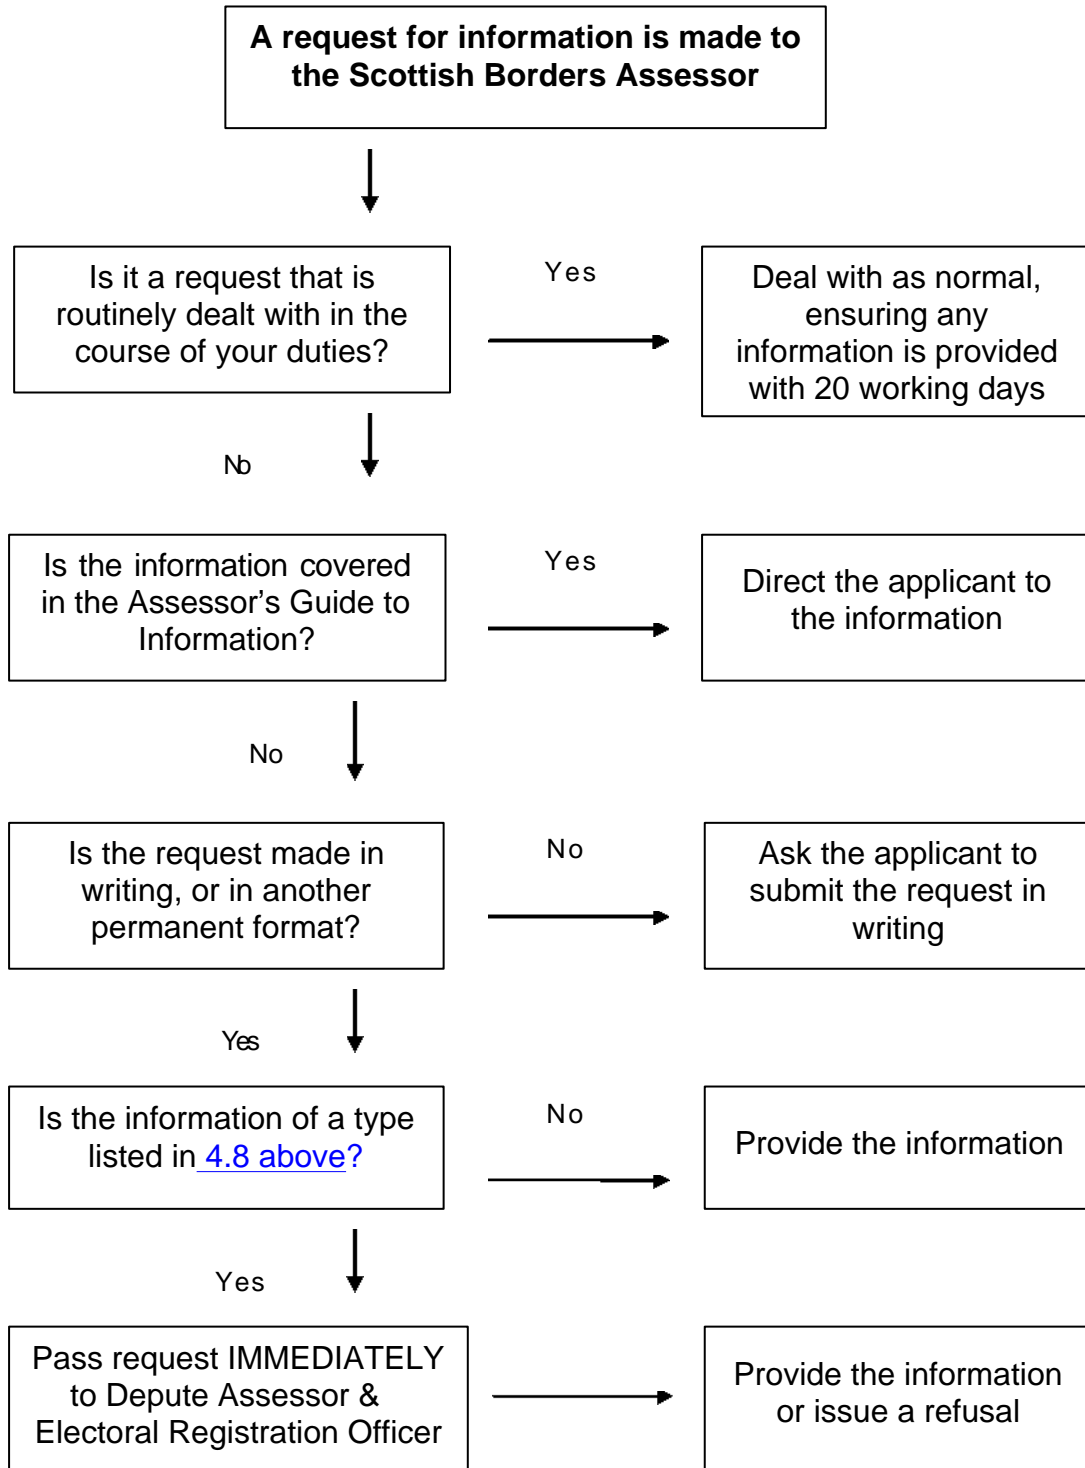 A request for information is made to
the Scottish Borders Assessor
Is it a request that is
routinely dealt with in the
course of your duties?
Yes
Deal with as normal,
ensuring any
information is provided
with 20 working days
No
Is the information covered
in the Assessor’s Guide to
Information?
Yes
Direct the applicant to
the information
No
Is the request made in
writing, or in another
permanent format?
No
Ask the applicant to
submit the request in
writing
Yes
Is the information of a type
listed in 4.8 above?
No
Provide the information
Yes
Pass request IMMEDIATELY
to Depute Assessor &
Electoral Registration Officer
Provide the information
or issue a refusal